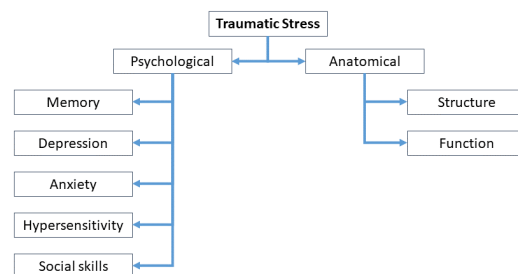 Traumatic Stress
Psychological
Anatomical
Memory
Structure
Depression
Function
Anxiety
Hypersensitivity
Social skills